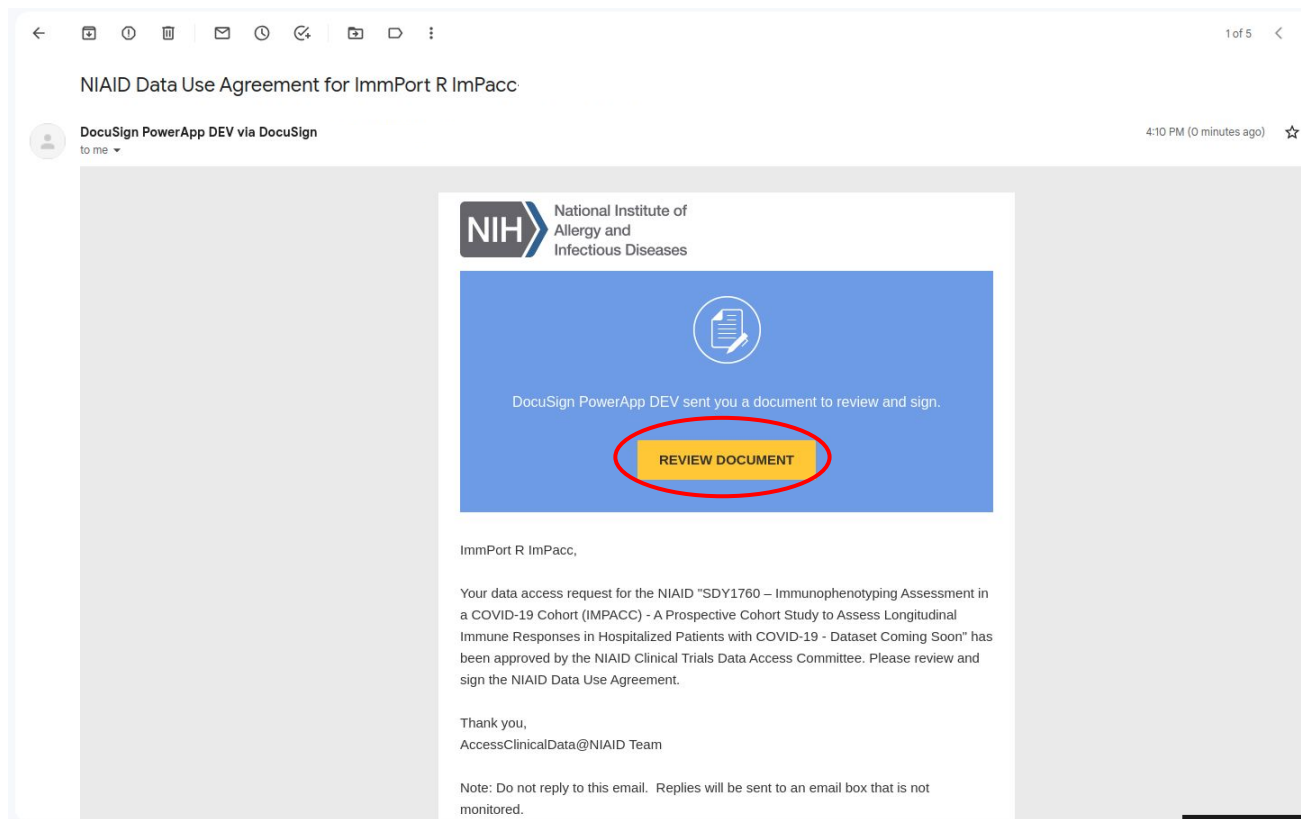 1 of 5
NIAID Data Use Agreement for ImmPort R ImPacc
DocuSign PowerApp DEV via DocuSign
4:10 PM (0 minutes ago)
to me
NIH
National Institute of
Allergy and
Infectious Diseases
DocuSign PowerApp DEV sent you a document to review and sign.
REVIEW DOCUMENT
ImmPort R ImPacc,
Your data access request for the NIAID "SDY1760 – Immunophenotyping Assessment in
a COVID-19 Cohort (IMPACC) - A Prospective Cohort Study to Assess Longitudinal
Immune Responses in Hospitalized Patients with COVID-19 - Dataset Coming Soon" has
been approved by the NIAID Clinical Trials Data Access Committee. Please review and
sign the NIAID Data Use Agreement.
Thank you,
AccessClinicalData@NIAID Team
Note: Do not reply to this email.  Replies will be sent to an email box that is not
monitored.